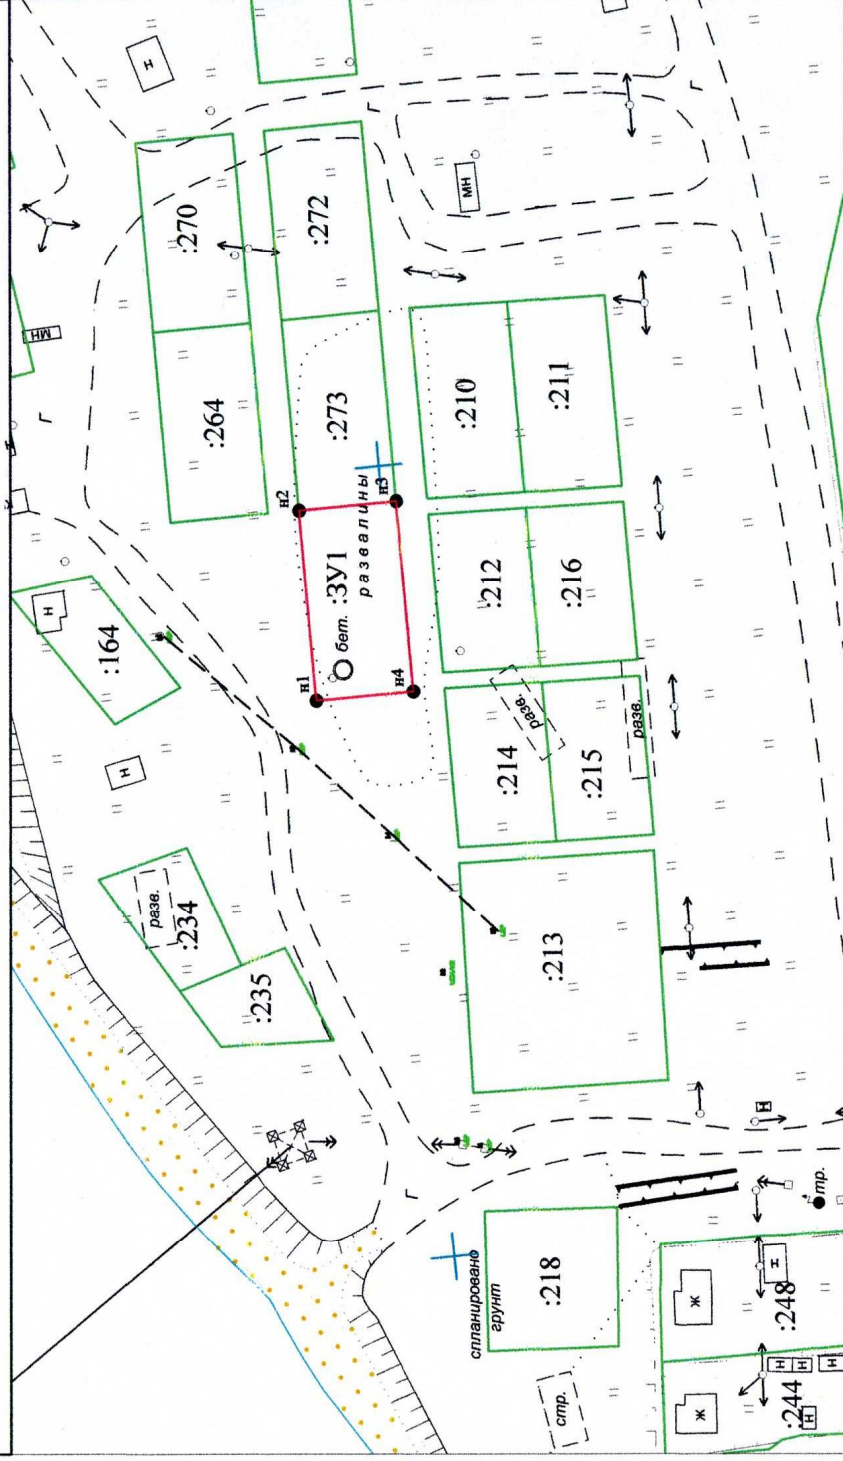 Н
:270
:272
МН
МН
Г
Г
Г
:264
:273
:210
:211
н2
н3
развалины
:ЗУ1
бет.
н1
н4
Н
:164
:212
:216
разв.
:214
:215
разв.
Н
разв.
:234
:235
:213
Н
Г
тр.
спланировано
грунт
:218
Ж
Н
:248
стр.
Ж
:244
Н
Н
Н
Н